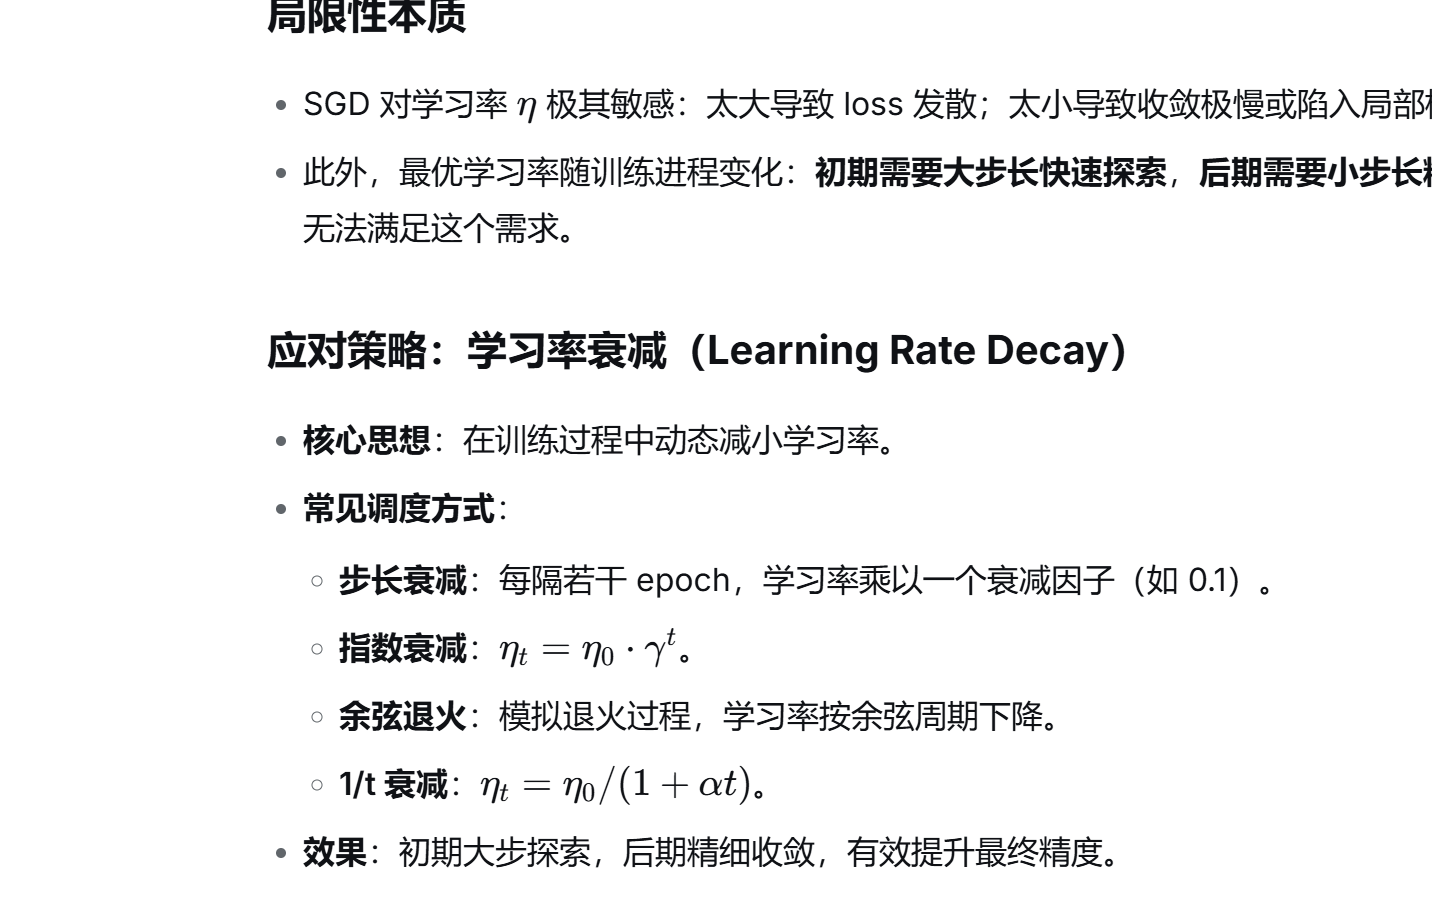 局限性本质
SGD 对学习率 η 极其敏感：太大导致 loss 发散；太小导致收敛极慢或陷入局部
此外，最优学习率随训练进程变化：初期需要大步长快速探索，后期需要小步长
无法满足这个需求。
应对策略：学习率衰减（Learning Rate Decay）
核心思想：在训练过程中动态减小学习率。
常见调度方式：
步长衰减：每隔若干 epoch，学习率乘以一个衰减因子（如 0.1）。
指数衰减：ηₜ = η₀ · γᵗ。
余弦退火：模拟退火过程，学习率按余弦周期下降。
1/t 衰减：ηₜ = η₀/(1 + αt)。
效果：初期大步探索，后期精细收敛，有效提升最终精度。